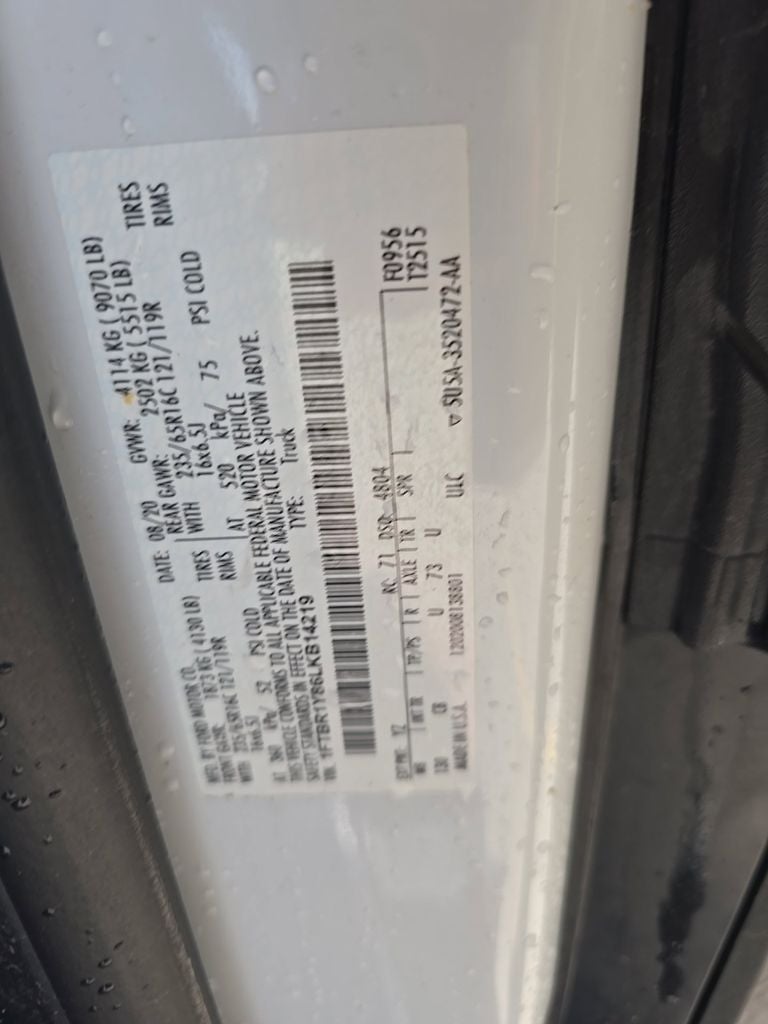 MFD. BY FORD MOTOR CO.
DATE: 08/20 GVWR: 4114 KG ( 9070 LB)
FRONT GAWR: 1873 KG ( 4130 LB) REAR GAWR: 2502 KG ( 5515 LB)
WITH 235/65R16C 121/119R TIRES WITH 235/65R16C 121/119R TIRES
16x6.5J RIMS 16x6.5J RIMS
AT 360 kPa/ 52 PSI COLD AT 520 kPa/ 75 PSI COLD
THIS VEHICLE CONFORMS TO ALL APPLICABLE FEDERAL MOTOR VEHICLE
SAFETY STANDARDS IN EFFECT ON THE DATE OF MANUFACTURE SHOWN ABOVE.
VIN: 1FTBR1Y86LKB14219 TYPE: Truck
EXT PNT: YZ RC: 71 DSO: 4804 F0956
WB INT TR TP/PS R AXLE TR SPR T2515
130 CB U 73 U
MADE IN U.S.A. 1202008138801 ULC ▽ SU5A-3520472-AA